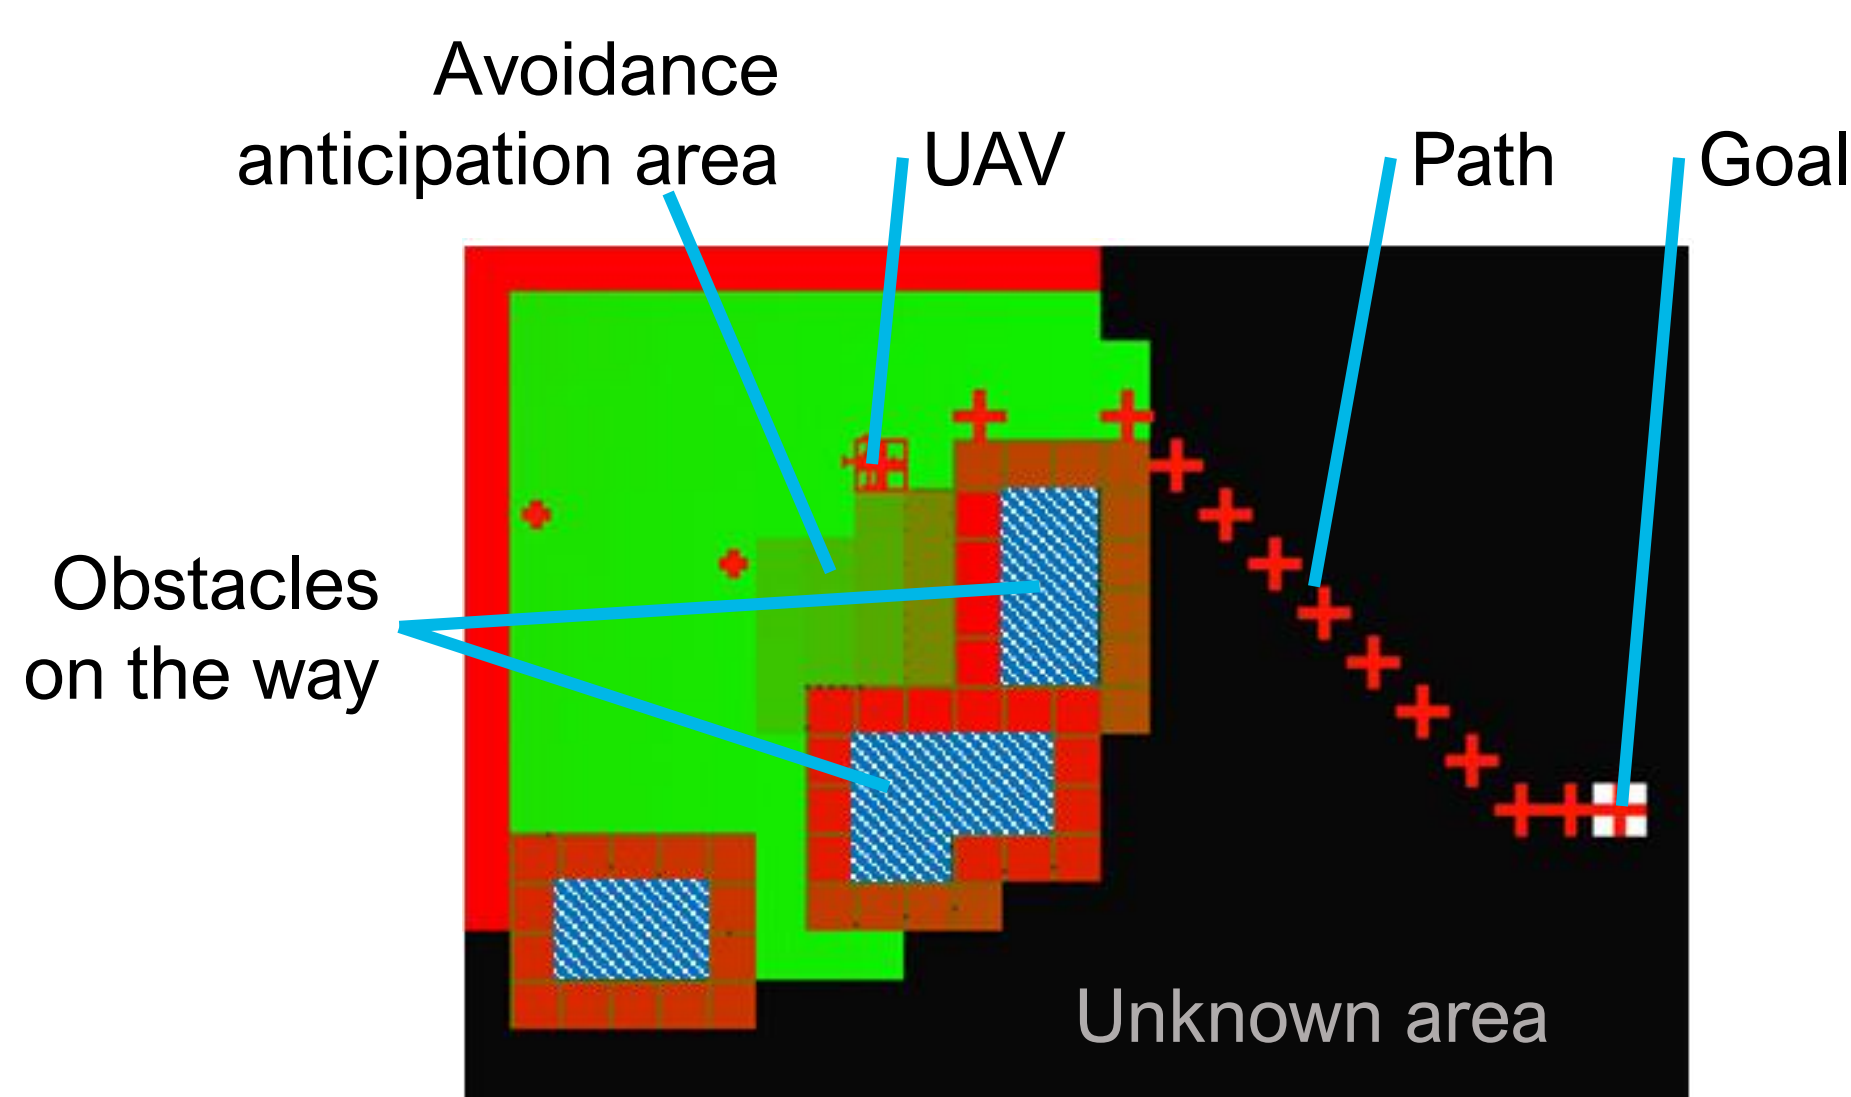 Avoidance
anticipation area
UAV
Path
Goal
Obstacles
on the way
Unknown area